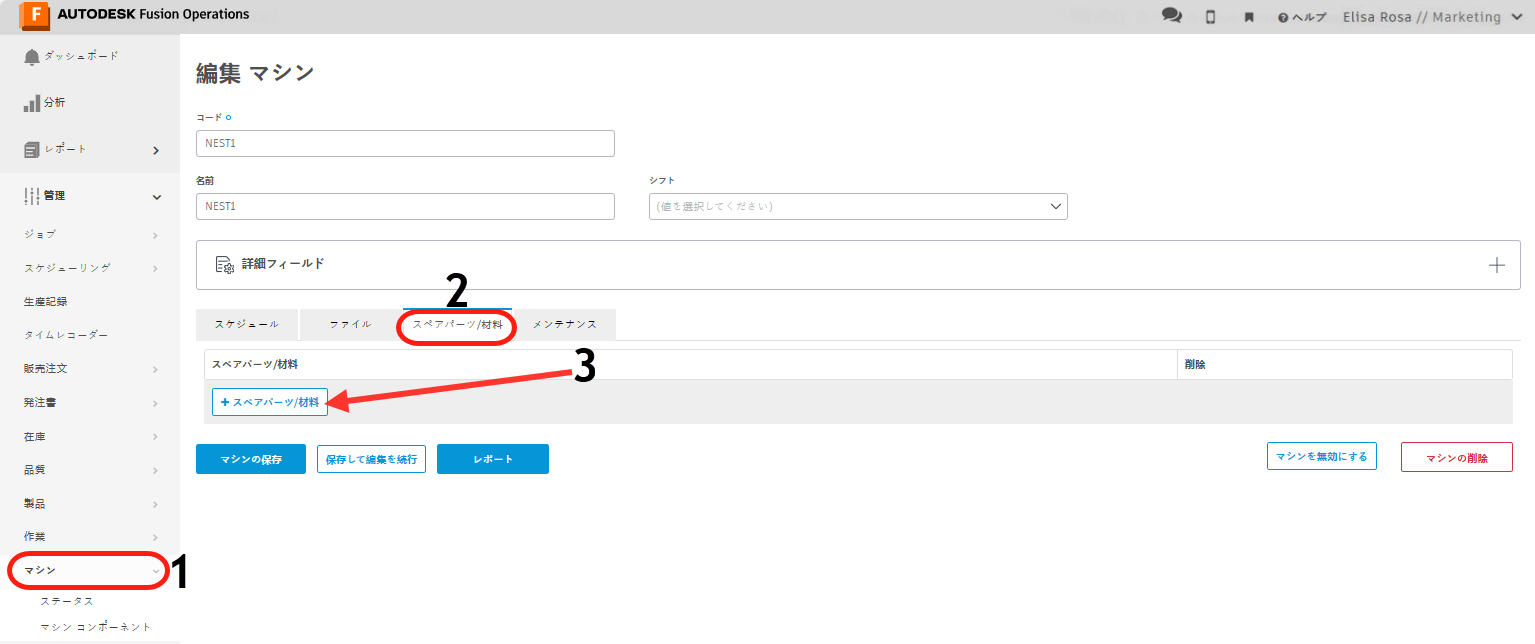 AUTODESK Fusion Operations
ヘルプ
Elisa Rosa // Marketing
ダッシュボード
分析
レポート
管理
ジョブ
スケジューリング
生産記録
タイムレコーダー
販売注文
発注書
在庫
品質
製品
作業
マシン
1
ステータス
マシン コンポーネント
編集 マシン
コード
NEST1
名前
シフト
NEST1
(値を選択してください)
詳細フィールド
2
スケジュール
ファイル
スペアパーツ/材料
メンテナンス
3
スペアパーツ/材料
削除
+ スペアパーツ/材料
マシンの保存
保存して編集を続行
レポート
マシンを無効にする
マシンの削除